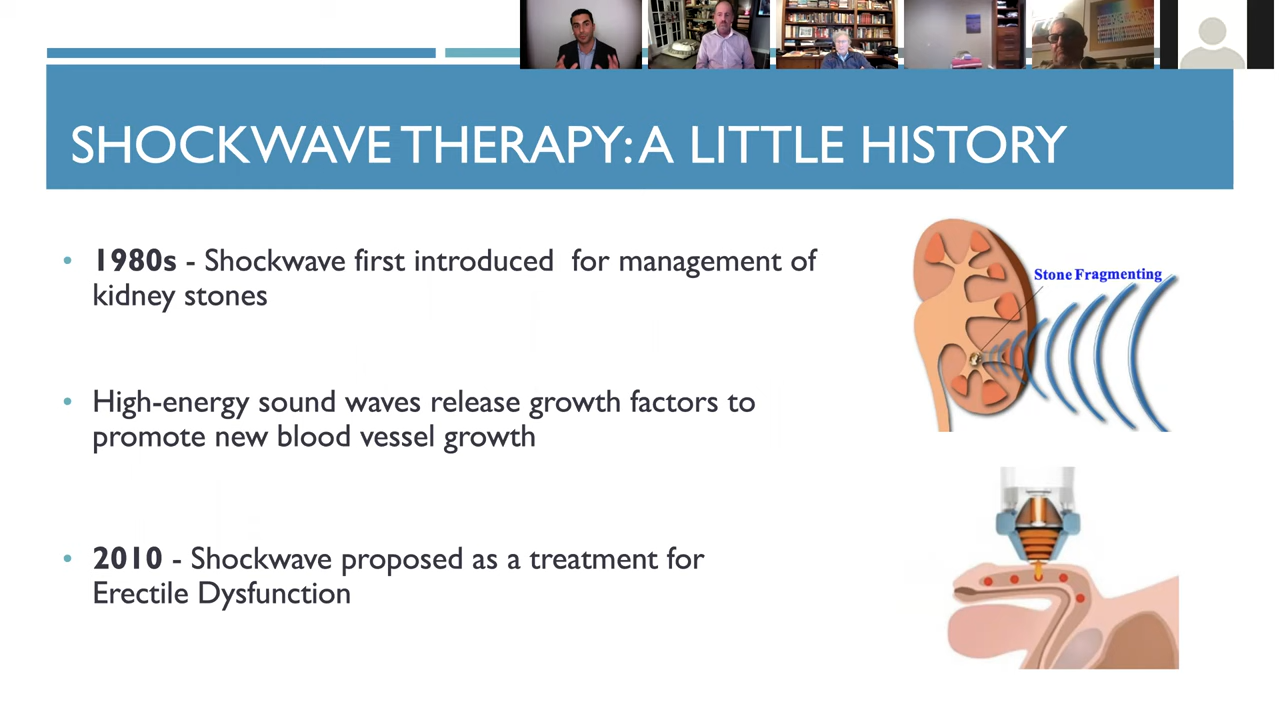 SHOCKWAVE THERAPY: A LITTLE HISTORY
• 1980s - Shockwave first introduced for management of
kidney stones
• High-energy sound waves release growth factors to
promote new blood vessel growth
• 2010 - Shockwave proposed as a treatment for
Erectile Dysfunction
Stone Fragmenting